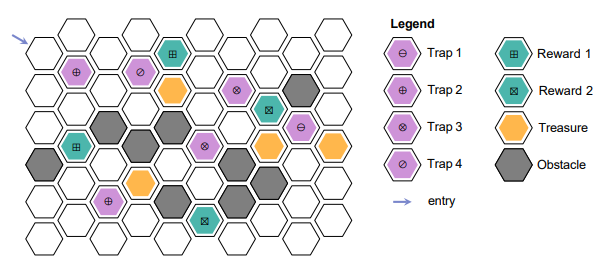 Legend
Trap 1
Reward 1
Trap 2
Reward 2
Trap 3
Treasure
Trap 4
Obstacle
entry